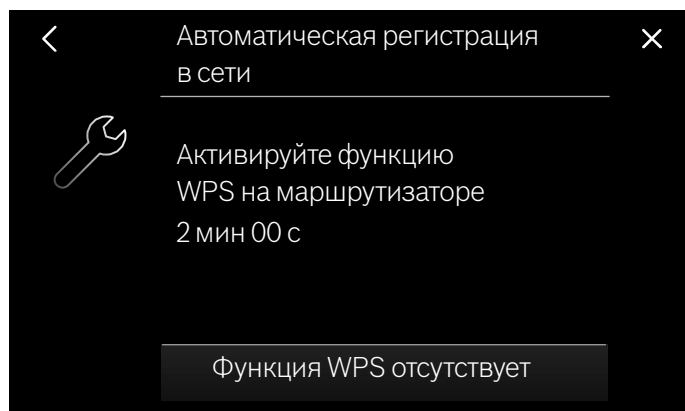 Автоматическая регистрация
в сети
Активируйте функцию
WPS на маршрутизаторе
2 мин 00 с
Функция WPS отсутствует